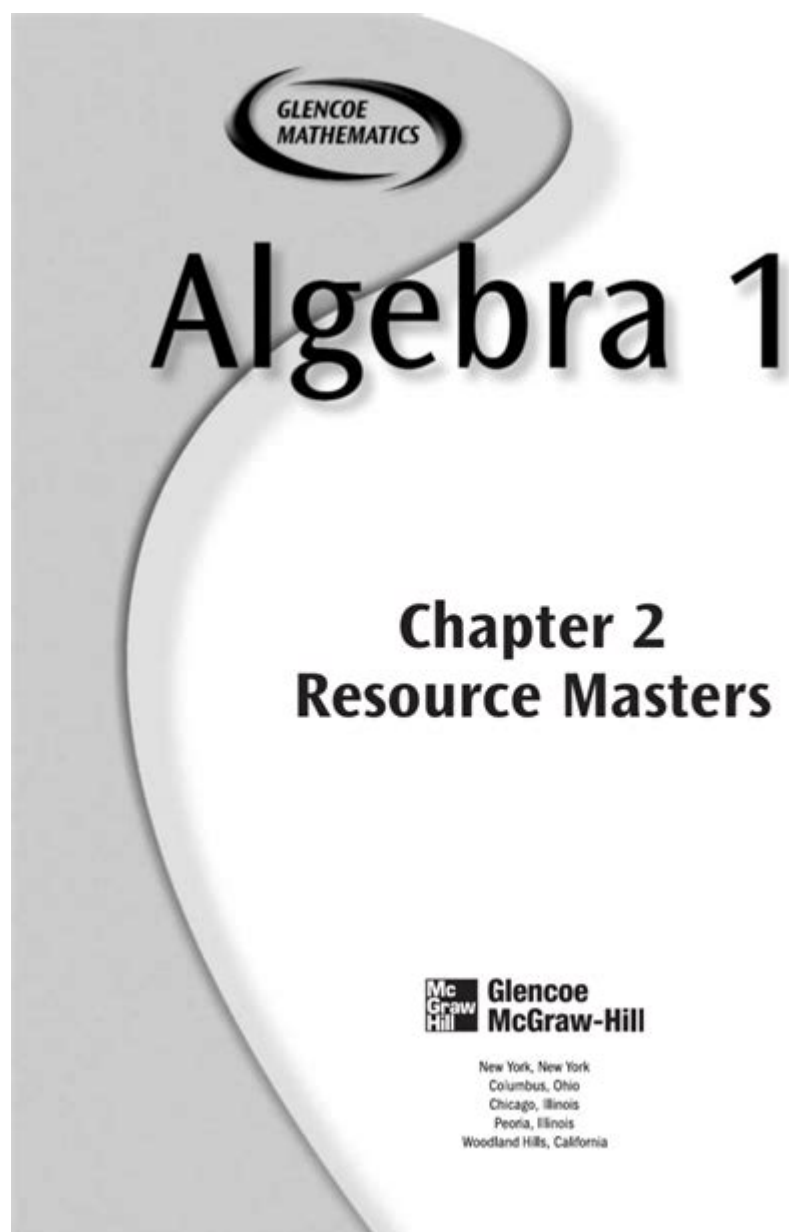 GLENCOE
MATHEMATICS
Algebra 1
Chapter 2
Resource Masters
Mc
Graw
Hill
Glencoe
McGraw-Hill
New York, New York
Columbus, Ohio
Chicago, Illinois
Peoria, Illinois
Woodland Hills, California